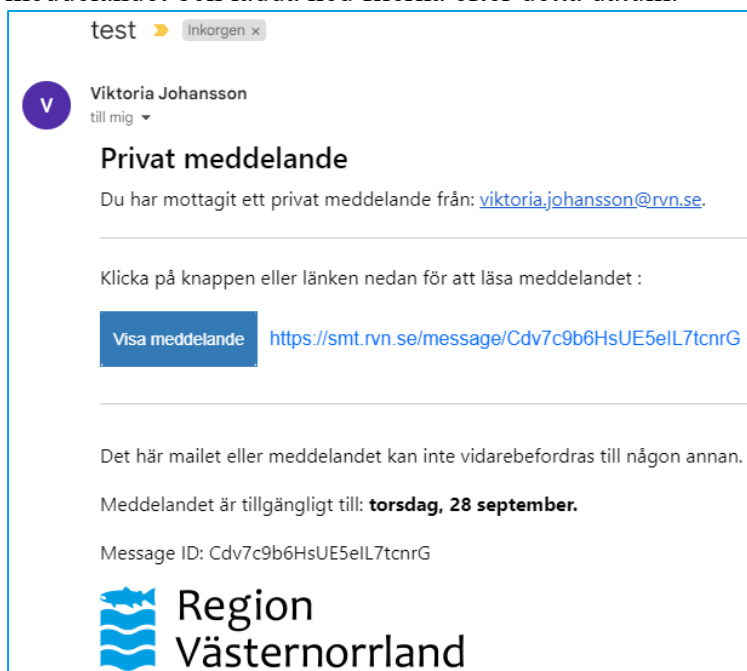 test Inkorgen x
Viktoria Johansson
V
till mig
Privat meddelande
Du har mottagit ett privat meddelande från: viktoria.johansson@rvn.se.
Klicka på knappen eller länken nedan för att läsa meddelandet :
Visa meddelande https://smt.rvn.se/message/Cdv7c9b6HsUE5eIL7tcnrG
Det här mailet eller meddelandet kan inte vidarebefordras till någon annan.
Meddelandet är tillgängligt till: torsdag, 28 september.
Message ID: Cdv7c9b6HsUE5eIL7tcnrG
Region
Västernorrland